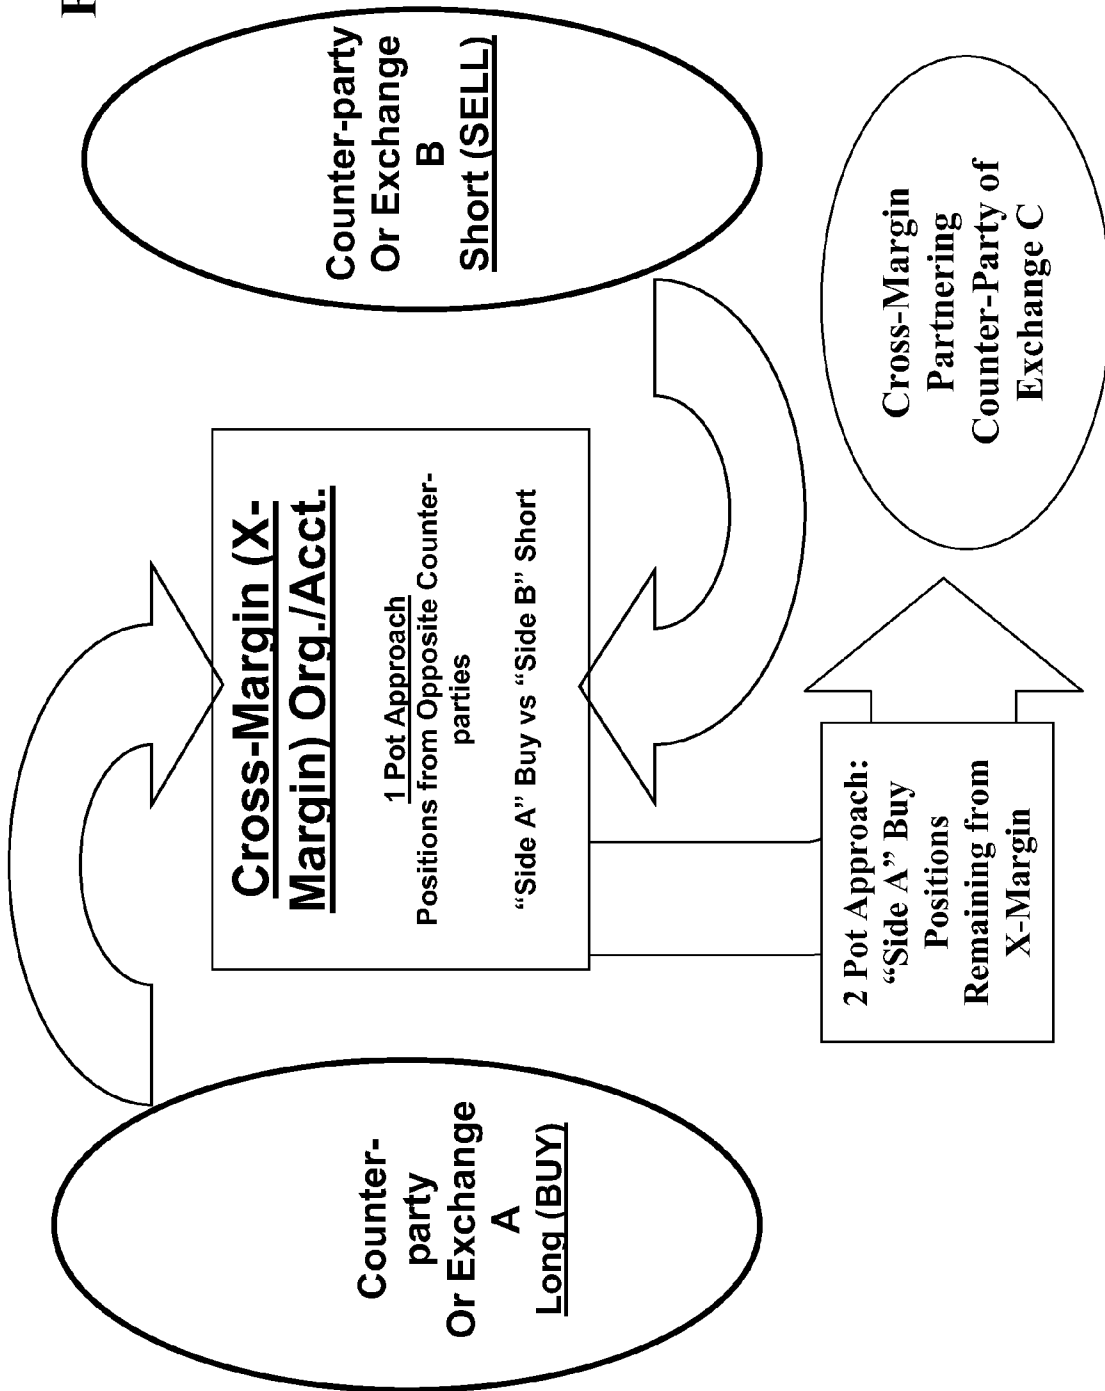 Counter-
party
Or Exchange
A
Long (BUY)
Cross-Margin (X-
Margin) Org./Acct.
1 Pot Approach
Positions from Opposite Counter-
parties
“Side A” Buy vs “Side B” Short
Counter-party
Or Exchange
B
Short (SELL)
2 Pot Approach:
“Side A” Buy
Positions
Remaining from
X-Margin
Cross-Margin
Partnering
Counter-Party of
Exchange C